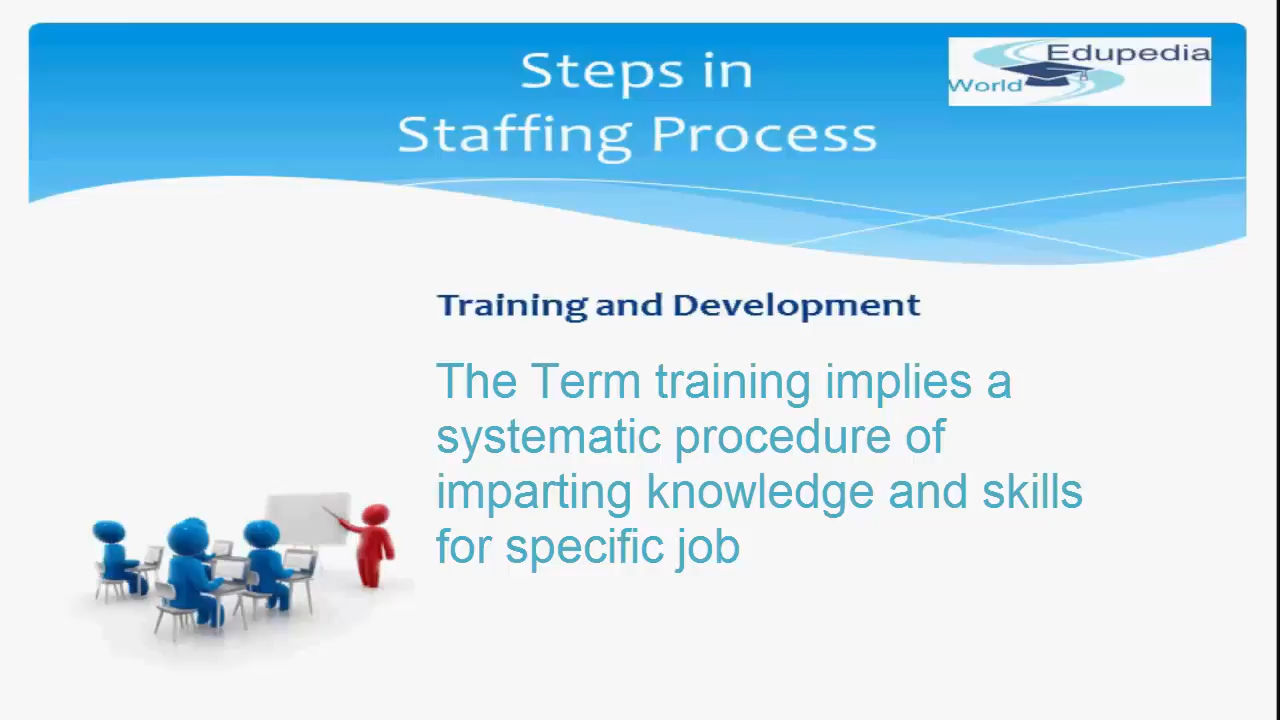 Steps in
Staffing Process
Edupedia
World
Training and Development
The Term training implies a
systematic procedure of
imparting knowledge and skills
for specific job